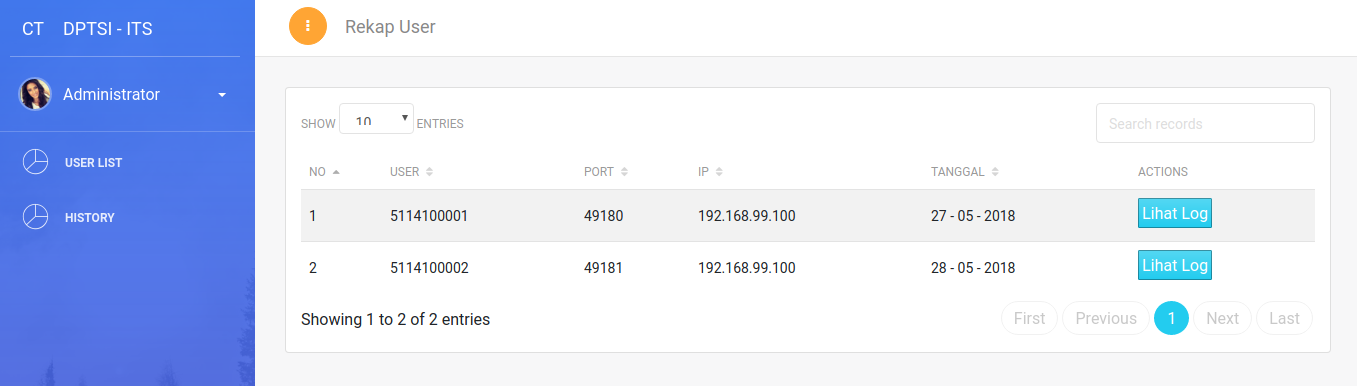 CT DPTSI - ITS
Rekap User
Administrator
USER LIST
HISTORY
SHOW 10 ENTRIES
Search records
NO USER PORT IP TANGGAL ACTIONS
1 5114100001 49180 192.168.99.100 27 - 05 - 2018 Lihat Log
2 5114100002 49181 192.168.99.100 28 - 05 - 2018 Lihat Log
Showing 1 to 2 of 2 entries
First Previous 1 Next Last